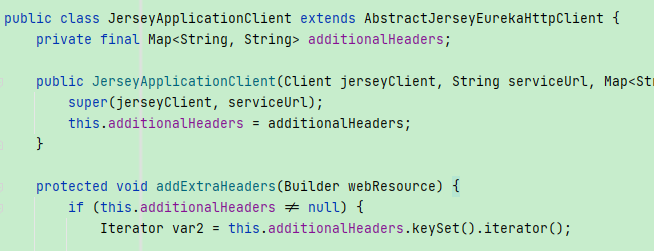 public class JerseyApplicationClient extends AbstractJerseyEurekaHttpClient {
private final Map<String, String> additionalHeaders;
public JerseyApplicationClient(Client jerseyClient, String serviceUrl, Map<St
super(jerseyClient, serviceUrl);
this.additionalHeaders = additionalHeaders;
}
protected void addExtraHeaders(Builder webResource) {
if (this.additionalHeaders ≠ null) {
Iterator var2 = this.additionalHeaders.keySet().iterator();